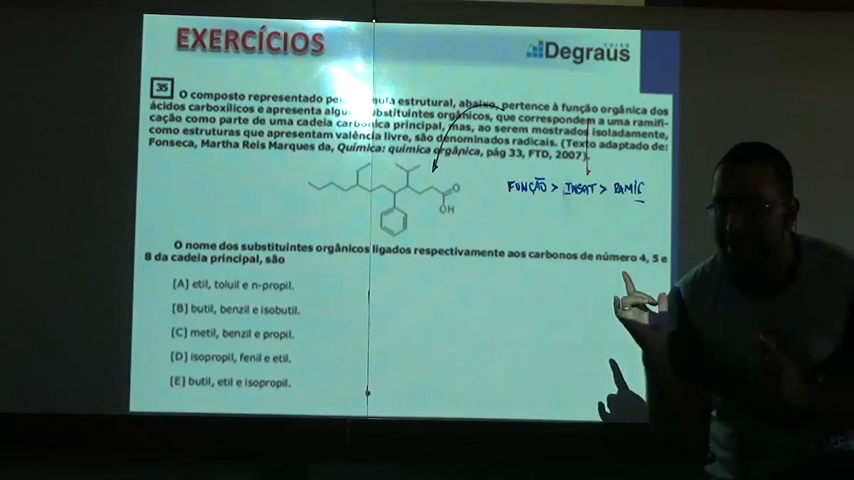 EXERCÍCIOS
curso
Degraus
35 O composto representado fórmula estrutural, abaixo, pertence à função orgânica dos
ácidos carboxílicos e apresenta substituintes orgânicos, que correspondem a uma ramifi-
cação como parte de uma cadeia carbônica principal, mas, ao serem mostrados isoladamente,
como estruturas que apresentam valência livre, são denominados radicais. (Texto adaptado de:
Fonseca, Martha Reis Marques da, Química: química orgânica, pág 33, FTD, 2007).
FUNÇÃO > INSAT > RAMIF
O
OH
O nome dos substituintes orgânicos ligados respectivamente aos carbonos de número 4, 5 e
8 da cadeia principal, são
[A] etil, toluil e n-propil.
[B] butil, benzil e isobutil.
[C] metil, benzil e propil.
[D] isopropil, fenil e etil.
[E] butil, etil e isopropil.